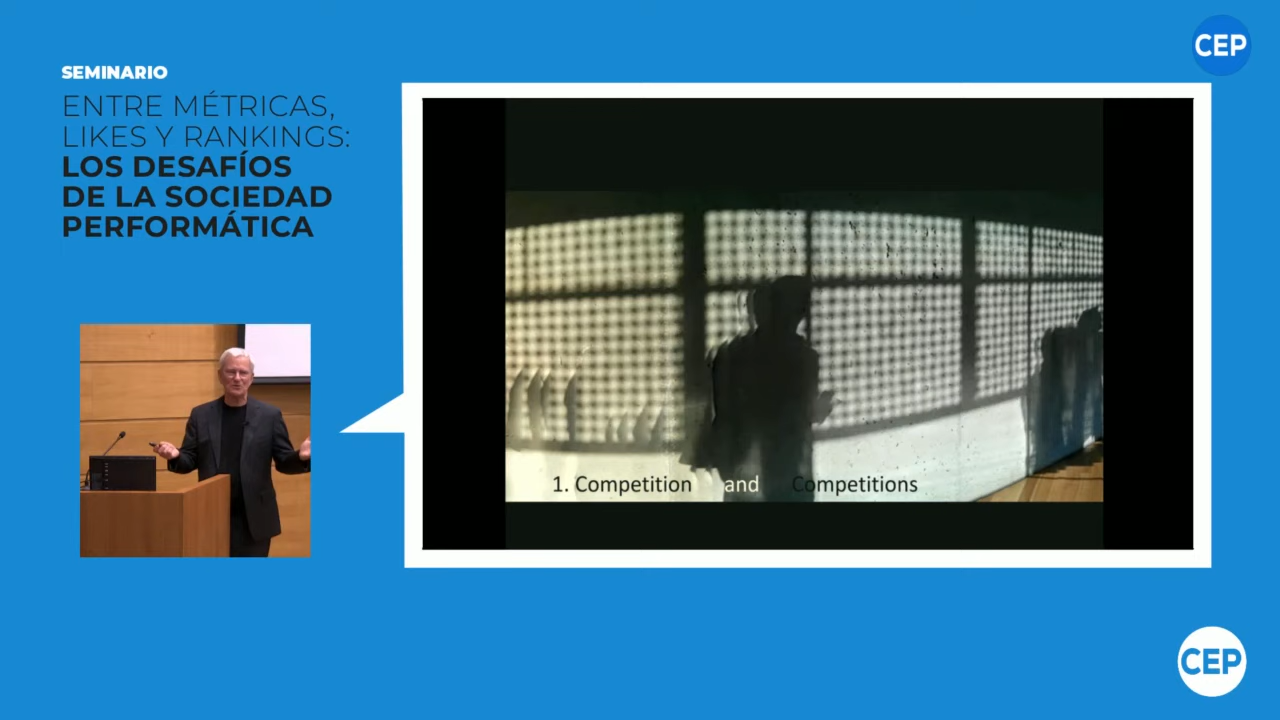 CEP
SEMINARIO
ENTRE MÉTRICAS,
LIKES Y RANKINGS:
LOS DESAFÍOS
DE LA SOCIEDAD
PERFORMÁTICA
1. Competition and Competitions
CEP